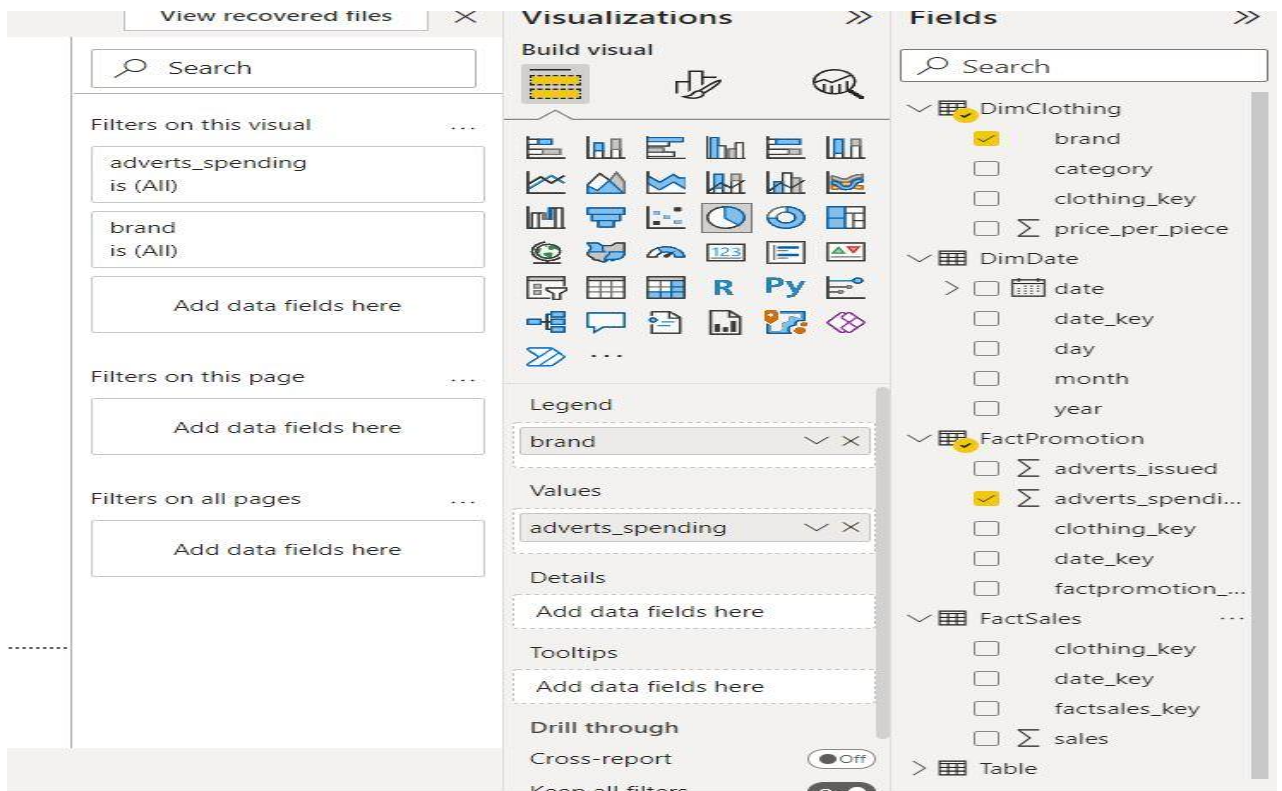 View recovered files
Search
Filters on this visual
...
adverts_spending
is (All)
brand
is (All)
Add data fields here
Filters on this page
...
Add data fields here
Filters on all pages
...
Add data fields here
Visualizations
Build visual
123
R
Py
...
Legend
brand
Values
adverts_spending
Details
Add data fields here
Tooltips
Add data fields here
Drill through
Cross-report
Off
Keep all filters
Fields
Search
DimClothing
brand
category
clothing_key
∑ price_per_piece
DimDate
date
date_key
day
month
year
FactPromotion
∑ adverts_issued
∑ adverts_spendi...
clothing_key
date_key
factpromotion_...
FactSales
...
clothing_key
date_key
factsales_key
∑ sales
Table